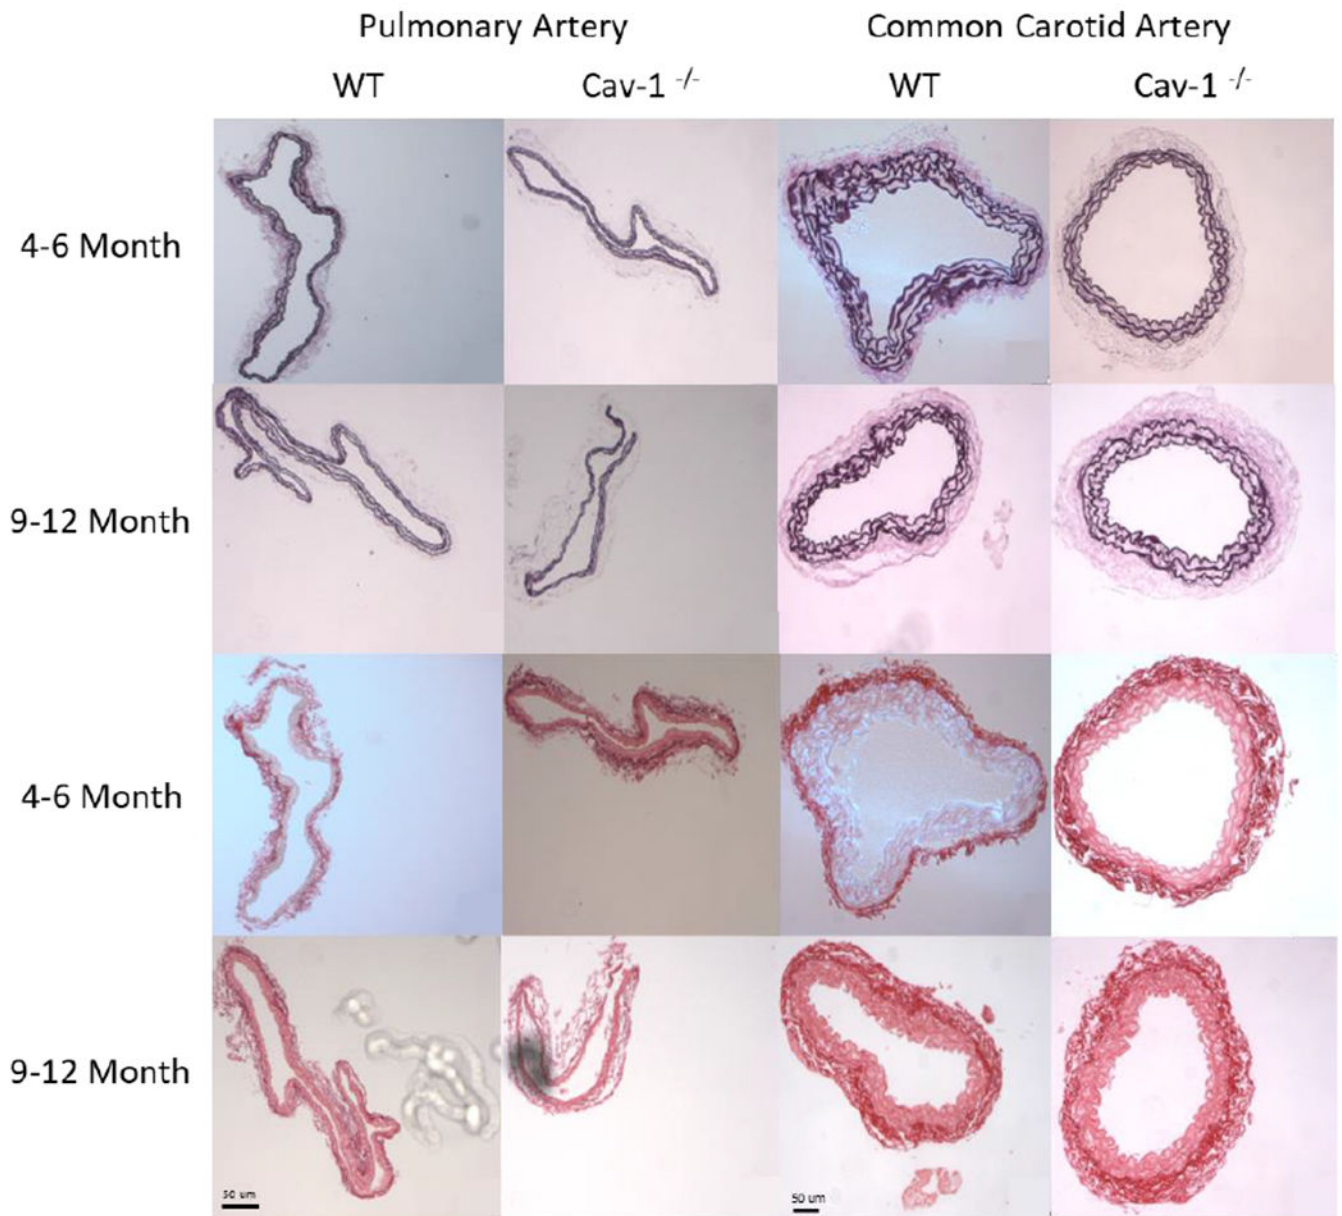 Pulmonary Artery Common Carotid Artery
WT Cav-1 -/- WT Cav-1 -/-
4-6 Month
9-12 Month
4-6 Month
9-12 Month
50 um 50 um